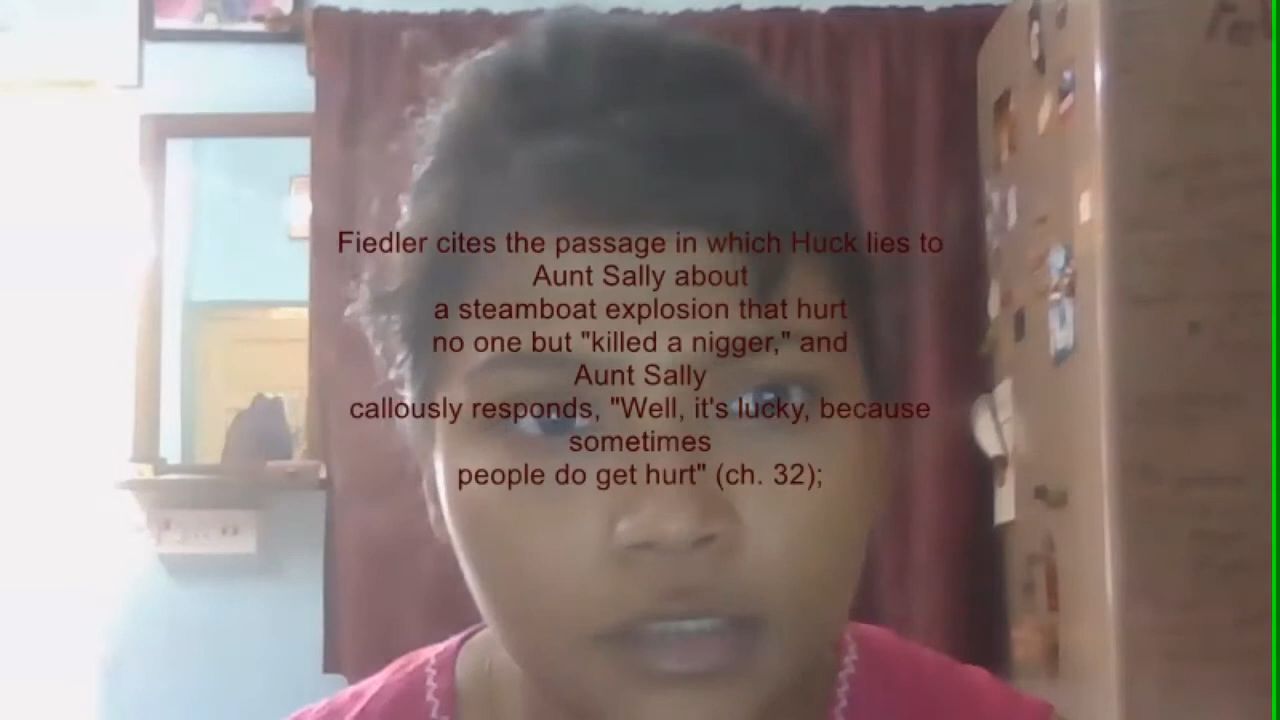 Fiedler cites the passage in which Huck lies to
Aunt Sally about
a steamboat explosion that hurt
no one but "killed a nigger," and
Aunt Sally
callously responds, "Well, it's lucky, because
sometimes
people do get hurt" (ch. 32);